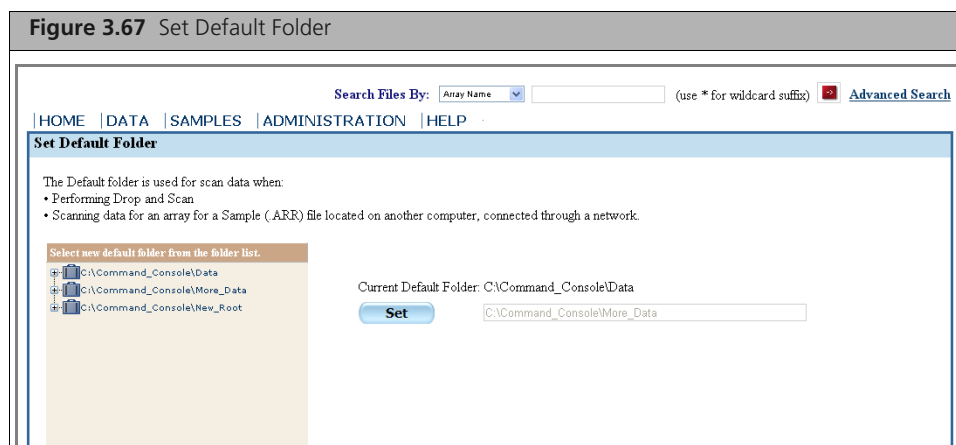 Figure 3.67 Set Default Folder
Search Files By: Array Name (use * for wildcard suffix) Advanced Search
|HOME |DATA |SAMPLES |ADMINISTRATION |HELP
Set Default Folder
The Default folder is used for scan data when:
• Performing Drop and Scan
• Scanning data for an array for a Sample (.ARR) file located on another computer, connected through a network.
Select new default folder from the folder list.
C:\Command_Console\Data
C:\Command_Console\More_Data
C:\Command_Console\New_Root
Current Default Folder: C:\Command_Console\Data
Set C:\Command_Console\More_Data